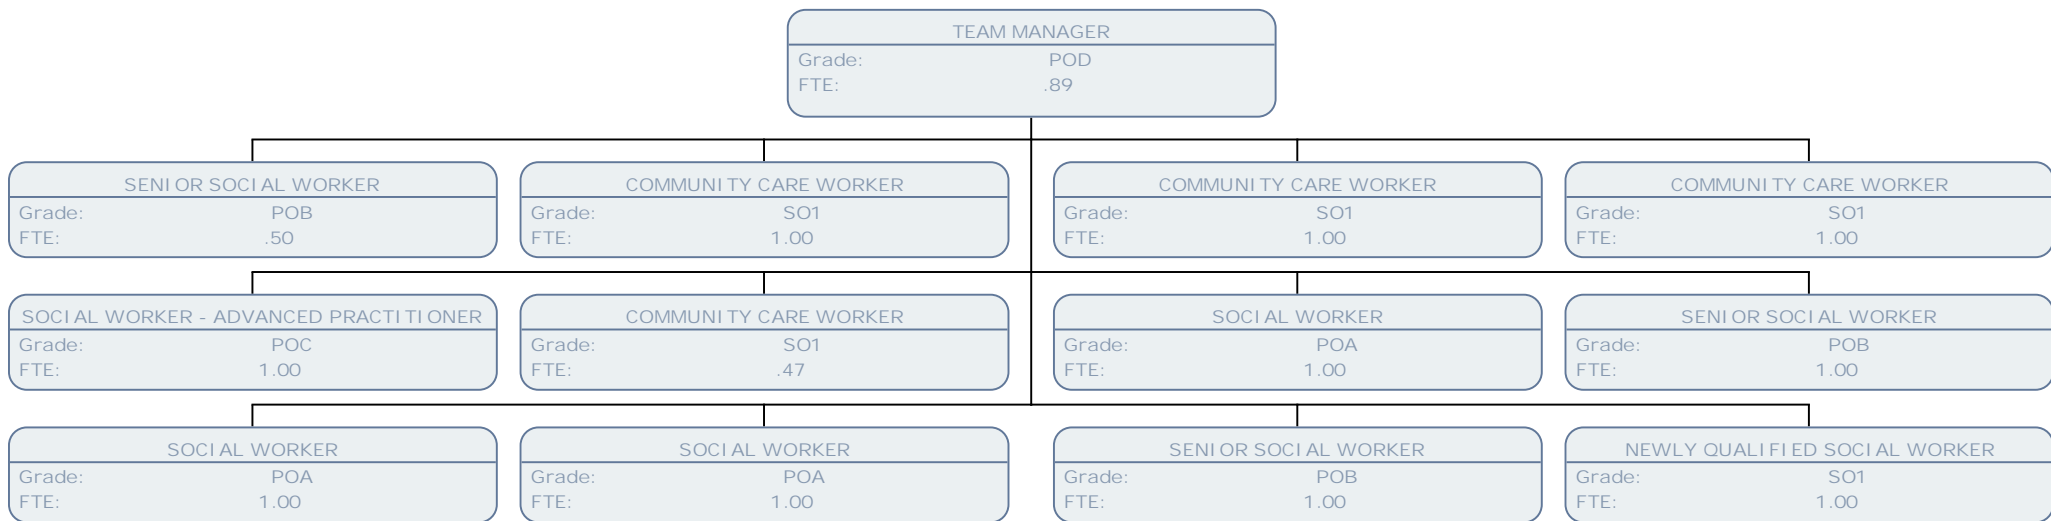 TEAM MANAGER
Grade: POD
FTE: .89
SENIOR SOCIAL WORKER
Grade: POB
FTE: .50
COMMUNITY CARE WORKER
Grade: SO1
FTE: 1.00
COMMUNITY CARE WORKER
Grade: SO1
FTE: 1.00
COMMUNITY CARE WORKER
Grade: SO1
FTE: 1.00
SOCIAL WORKER - ADVANCED PRACTITIONER
Grade: POC
FTE: 1.00
COMMUNITY CARE WORKER
Grade: SO1
FTE: .47
SOCIAL WORKER
Grade: POA
FTE: 1.00
SENIOR SOCIAL WORKER
Grade: POB
FTE: 1.00
SOCIAL WORKER
Grade: POA
FTE: 1.00
SOCIAL WORKER
Grade: POA
FTE: 1.00
SENIOR SOCIAL WORKER
Grade: POB
FTE: 1.00
NEWLY QUALIFIED SOCIAL WORKER
Grade: SO1
FTE: 1.00